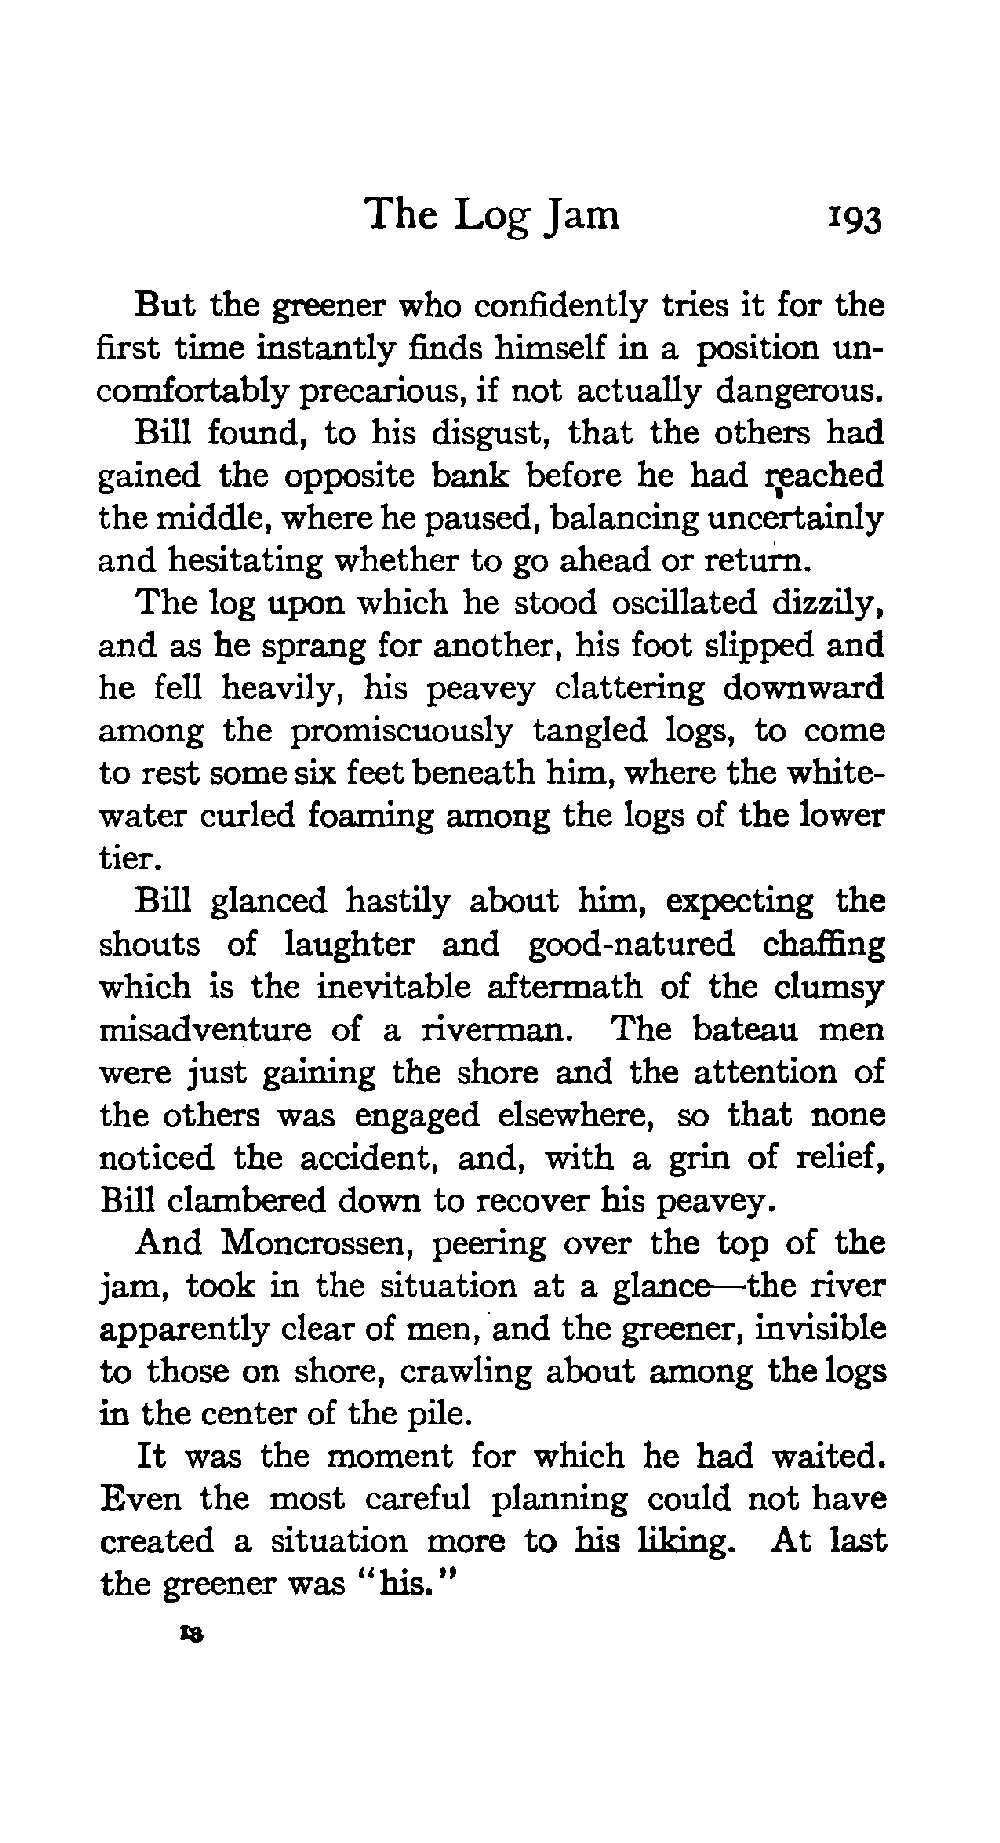 The Log Jam 193
But the greener who confidently tries it for the
first time instantly finds himself in a position un-
comfortably precarious, if not actually dangerous.
Bill found, to his disgust, that the others had
gained the opposite bank before he had reached
the middle, where he paused, balancing uncertainly
and hesitating whether to go ahead or return.
The log upon which he stood oscillated dizzily,
and as he sprang for another, his foot slipped and
he fell heavily, his peavey clattering downward
among the promiscuously tangled logs, to come
to rest some six feet beneath him, where the white-
water curled foaming among the logs of the lower
tier.
Bill glanced hastily about him, expecting the
shouts of laughter and good-natured chaffing
which is the inevitable aftermath of the clumsy
misadventure of a riverman. The bateau men
were just gaining the shore and the attention of
the others was engaged elsewhere, so that none
noticed the accident, and, with a grin of relief,
Bill clambered down to recover his peavey.
And Moncrossen, peering over the top of the
jam, took in the situation at a glance—the river
apparently clear of men, and the greener, invisible
to those on shore, crawling about among the logs
in the center of the pile.
It was the moment for which he had waited.
Even the most careful planning could not have
created a situation more to his liking. At last
the greener was "his."
13